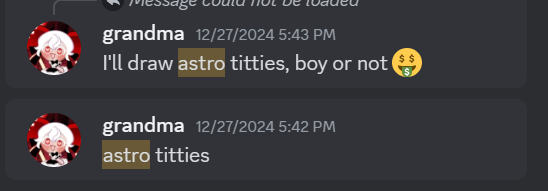 Message could not be loaded
grandma 12/27/2024 5:43 PM
I'll draw astro titties, boy or not 🤑
grandma 12/27/2024 5:42 PM
astro titties